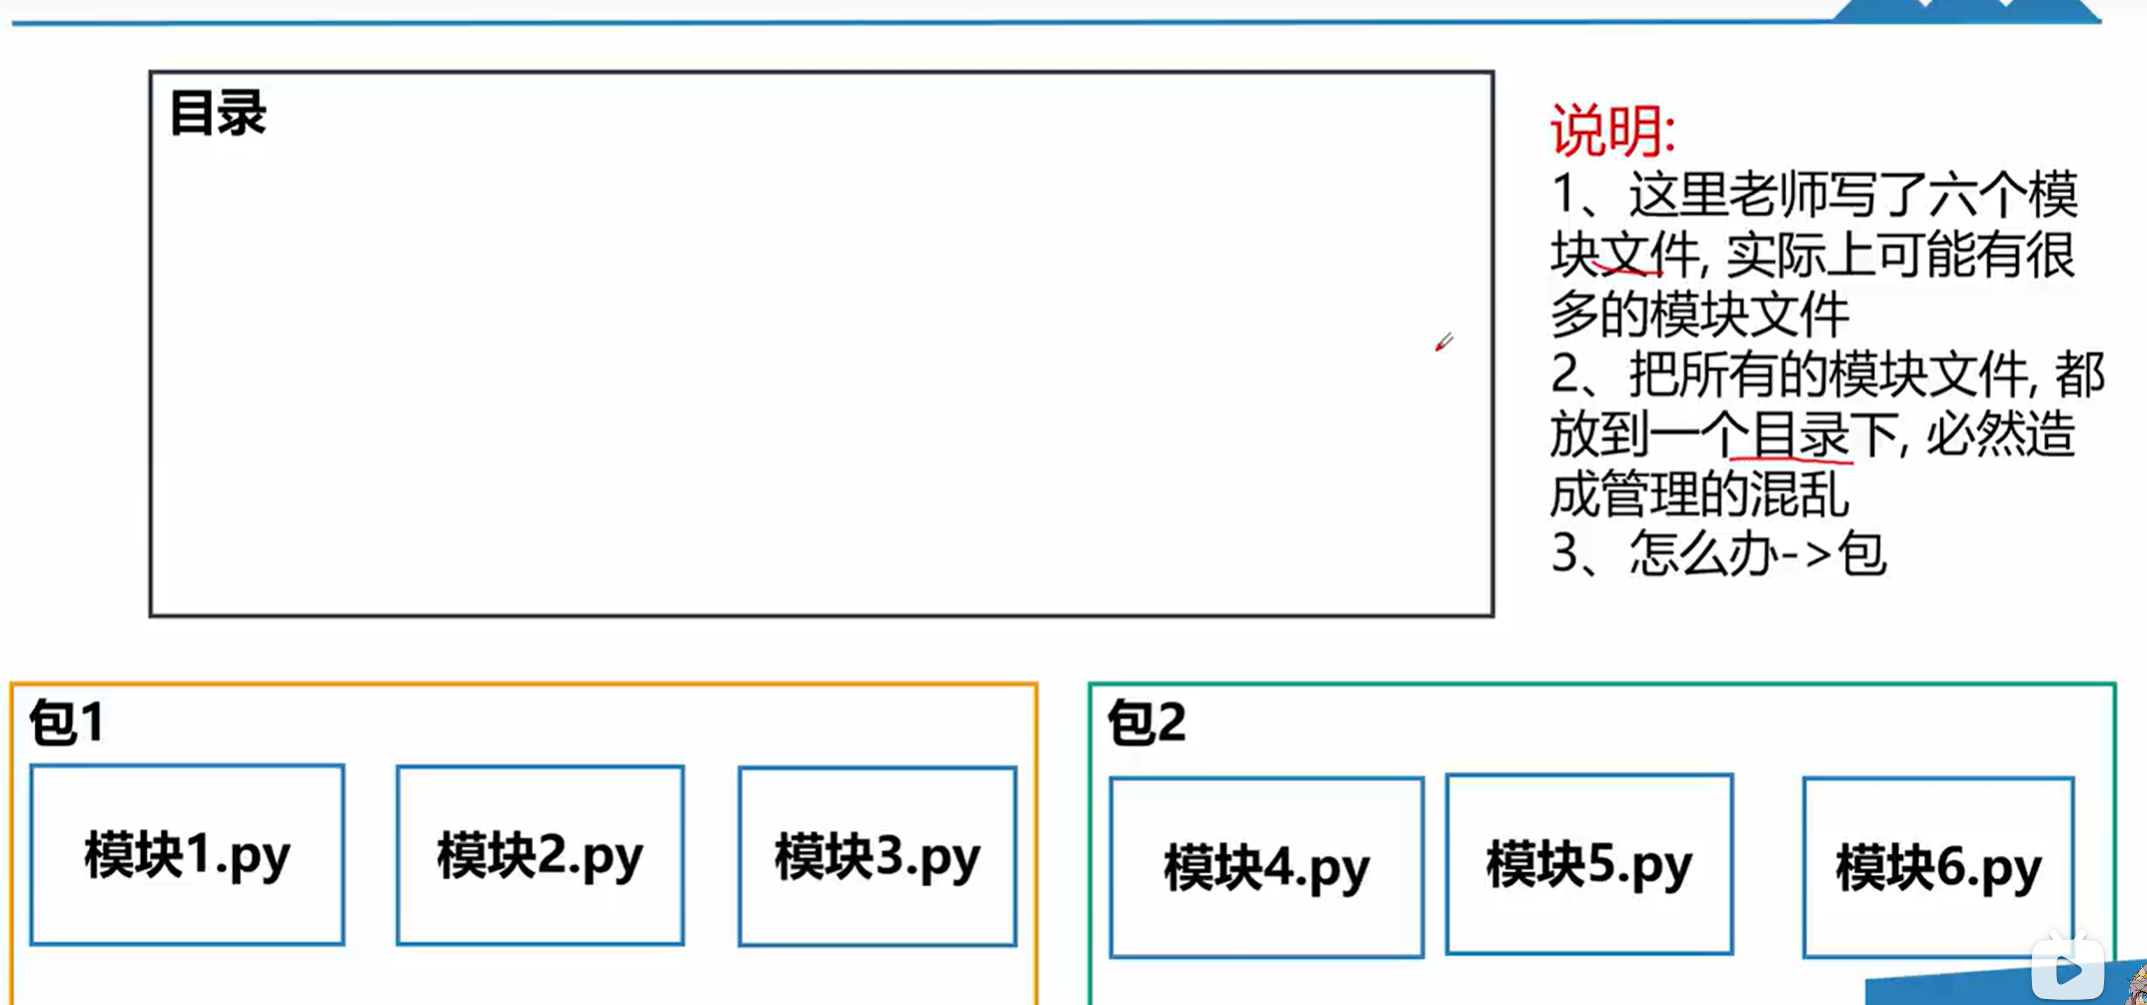 目录
说明:
1、这里老师写了六个模
块文件, 实际上可能有很
多的模块文件
2、把所有的模块文件, 都
放到一个目录下, 必然造
成管理的混乱
3、怎么办->包
包1
模块1.py
模块2.py
模块3.py
包2
模块4.py
模块5.py
模块6.py